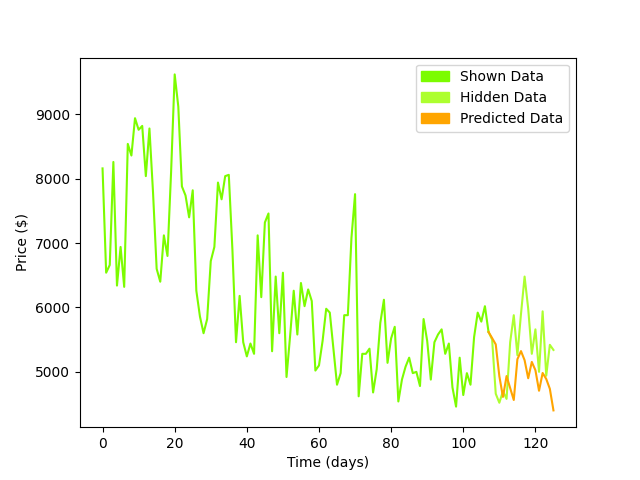 Shown Data
Hidden Data
Predicted Data
9000
8000
7000
6000
5000
Price ($)
0 20 40 60 80 100 120
Time (days)